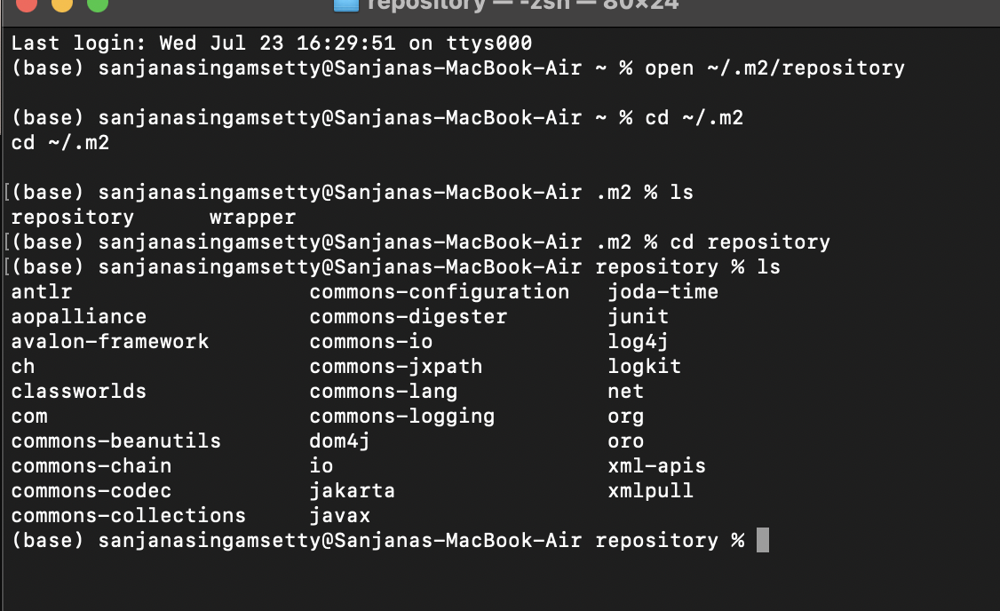 repository — -zsh — 80×24
Last login: Wed Jul 23 16:29:51 on ttys000
(base) sanjanasingamsetty@Sanjanas-MacBook-Air ~ % open ~/.m2/repository
(base) sanjanasingamsetty@Sanjanas-MacBook-Air ~ % cd ~/.m2
cd ~/.m2
[(base) sanjanasingamsetty@Sanjanas-MacBook-Air .m2 % ls
repository      wrapper
[(base) sanjanasingamsetty@Sanjanas-MacBook-Air .m2 % cd repository
[(base) sanjanasingamsetty@Sanjanas-MacBook-Air repository % ls
antlr                   commons-configuration   joda-time
aopalliance             commons-digester        junit
avalon-framework        commons-io              log4j
ch                      commons-jxpath          logkit
classworlds             commons-lang            net
com                     commons-logging         org
commons-beanutils       dom4j                   oro
commons-chain           io                      xml-apis
commons-codec           jakarta                 xmlpull
commons-collections     javax
(base) sanjanasingamsetty@Sanjanas-MacBook-Air repository %